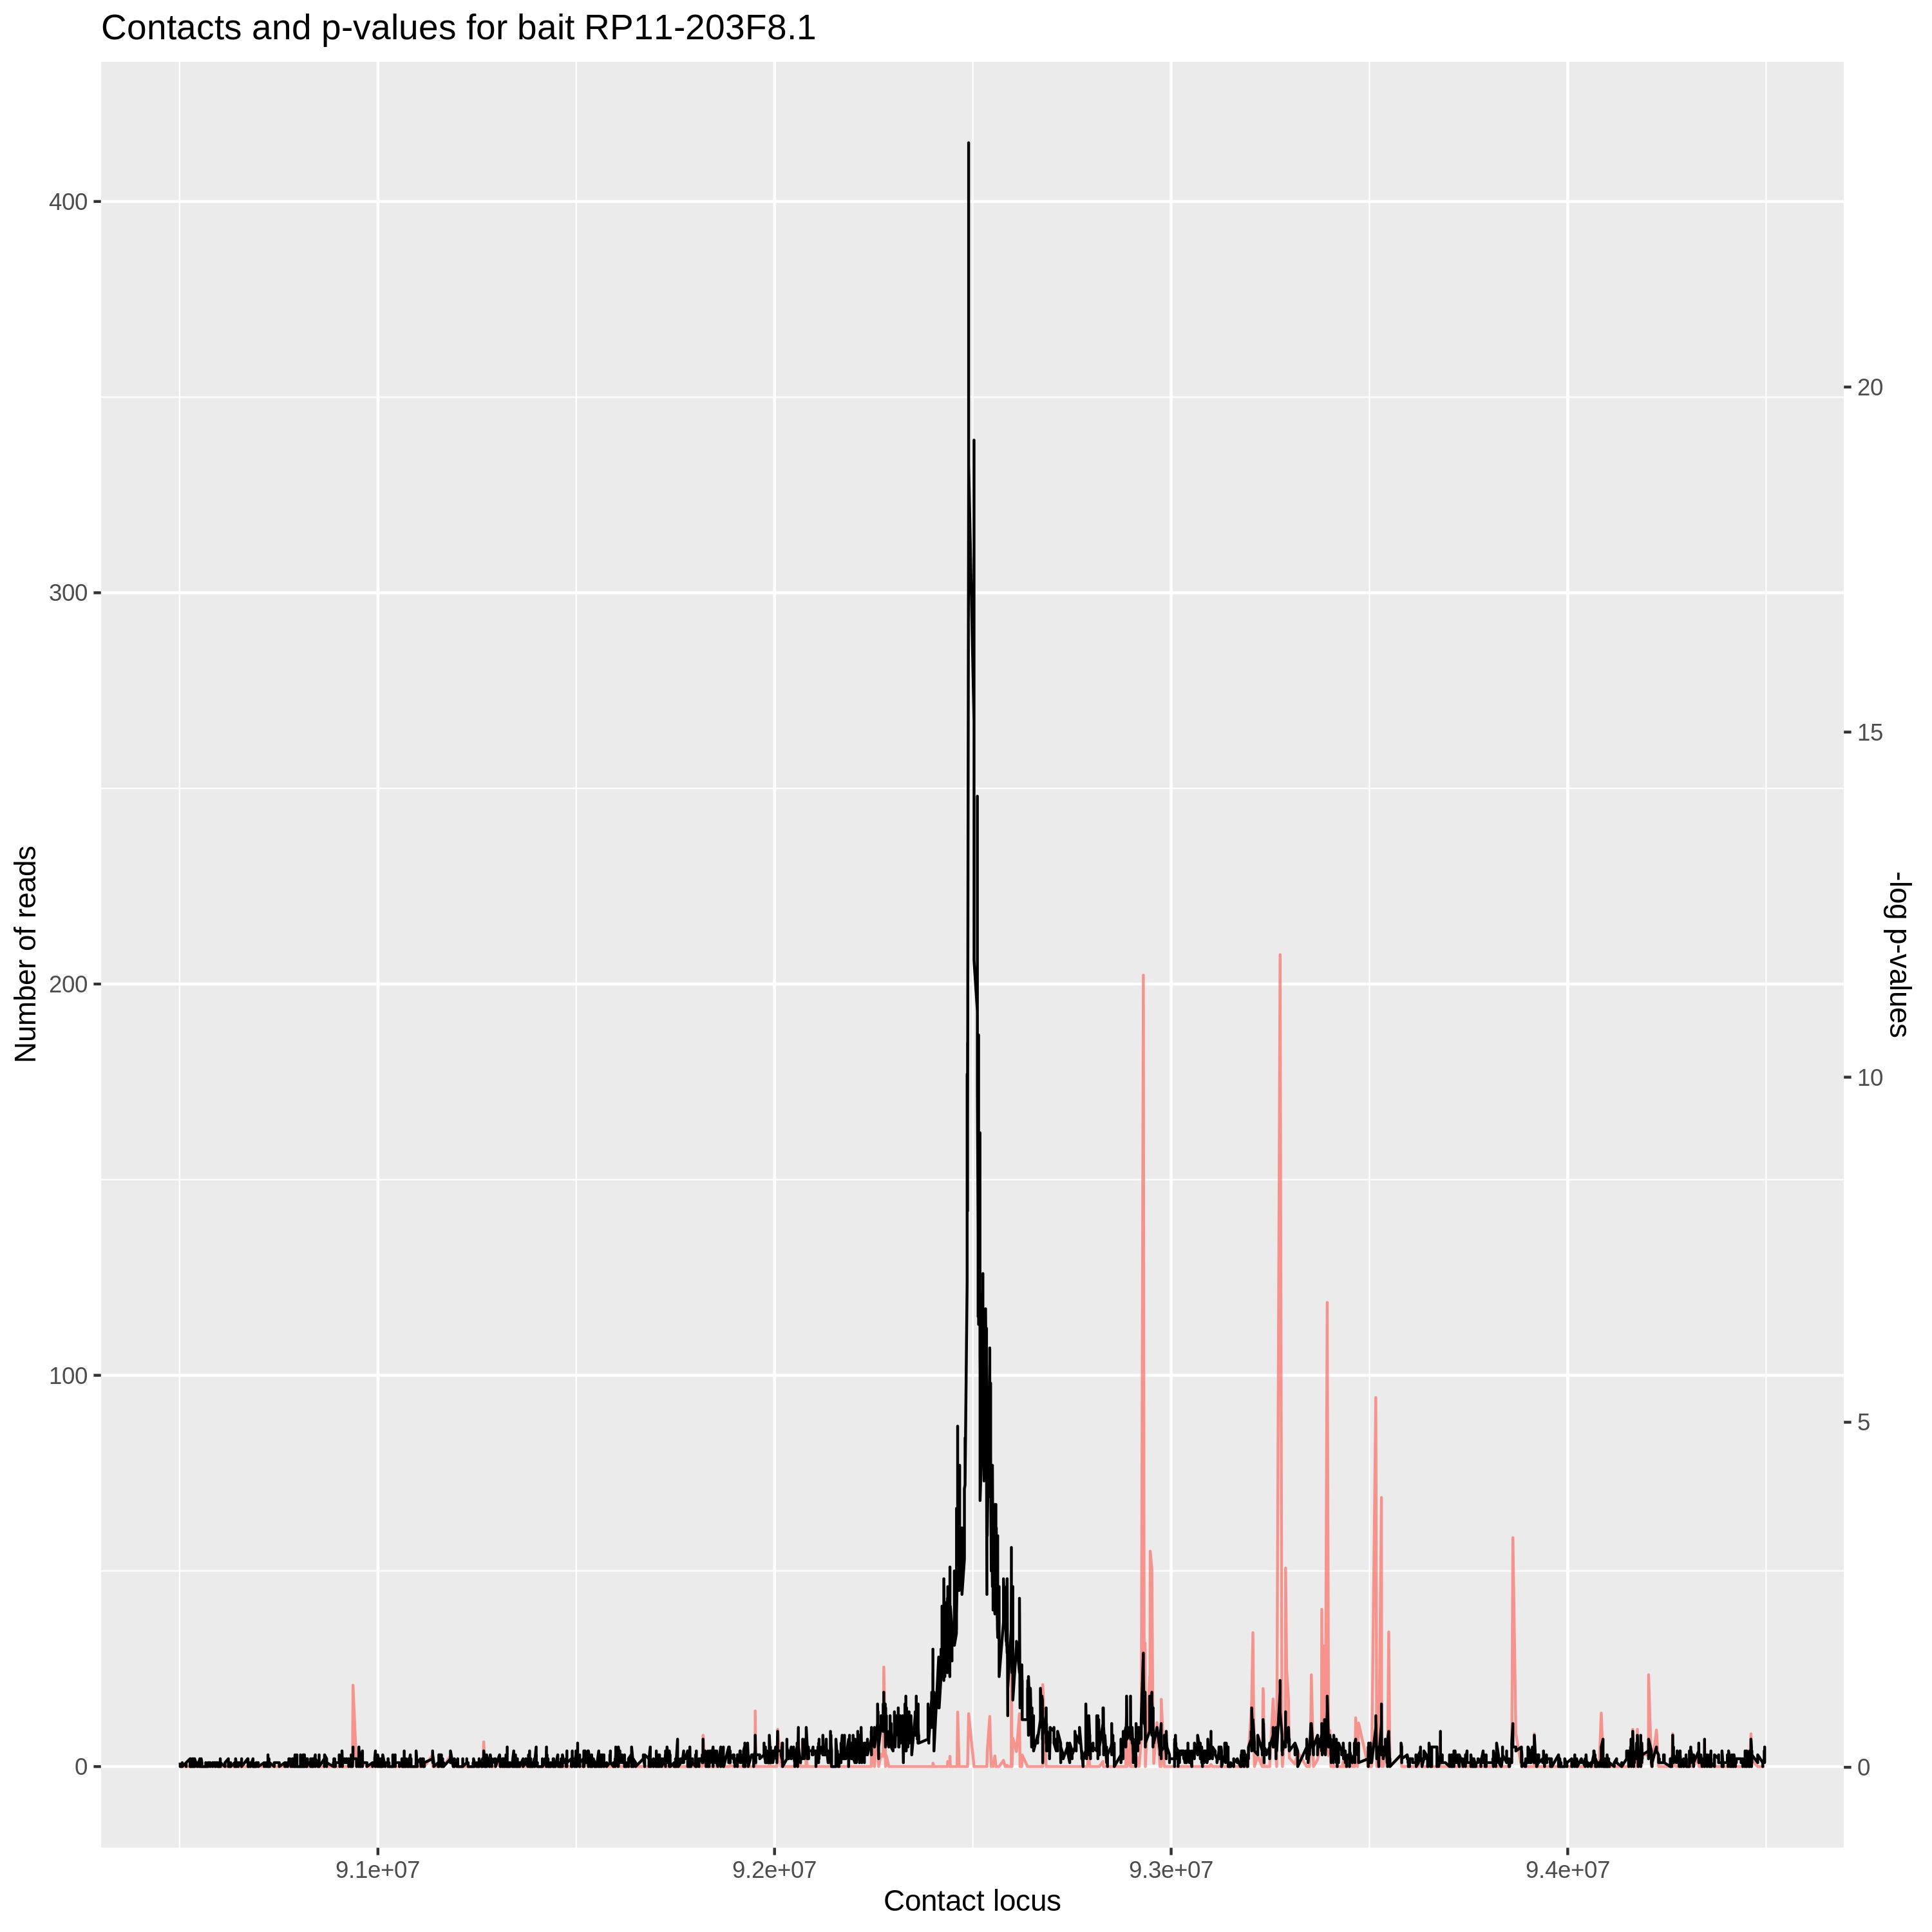 Contacts and p-values for bait RP11-203F8.1
400
300
200
100
0
Number of reads
20
15
10
5
0
-log p-values
9.1e+07
9.2e+07
9.3e+07
9.4e+07
Contact locus